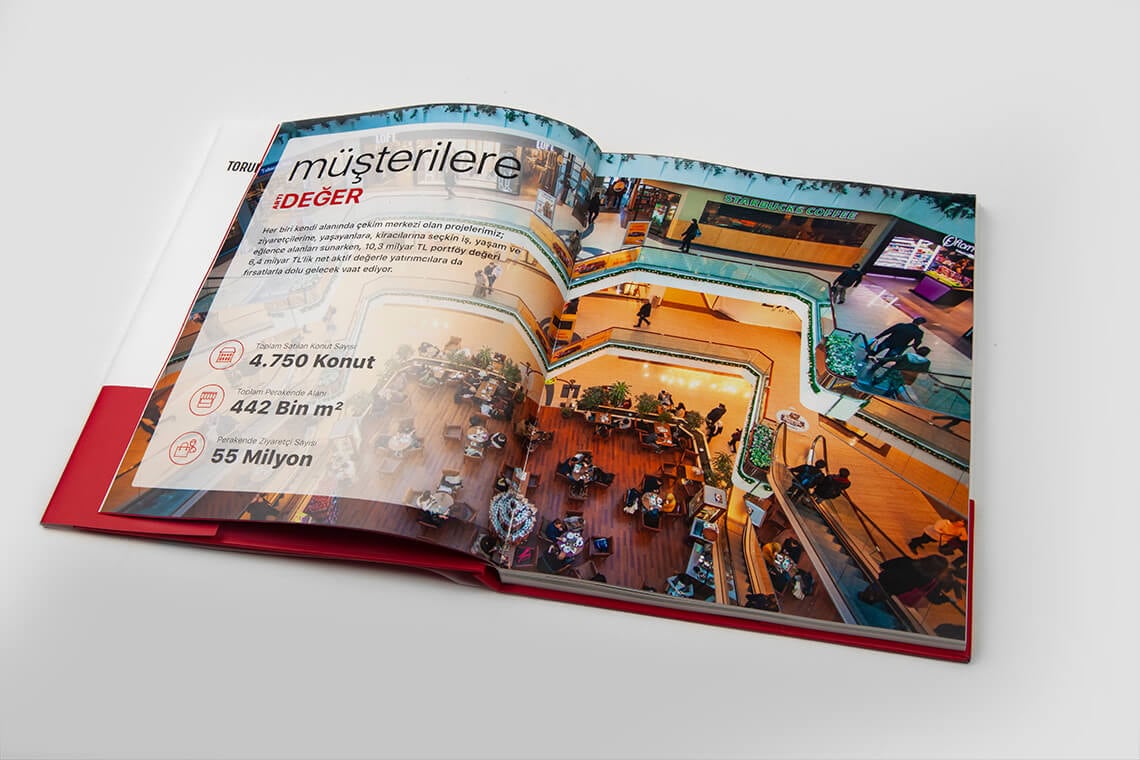 TORU
müşterilere
ARTI DEĞER
Her biri kendi alanında çekim merkezi olan projelerimiz;
ziyaretçilerine, yaşayanlara, kiracılarına seçkin iş, yaşam ve
eğlence alanları sunarken, 10,3 milyar TL portföy değeri
6,4 milyar TL'lik net aktif değerle yatırımcılara da
fırsatlarla dolu gelecek vaat ediyor.
Toplam Satılan Konut Sayısı
4.750 Konut
Toplam Perakende Alanı
442 Bin m²
Perakende Ziyaretçi Sayısı
55 Milyon
LOFT
LOFT
STARBUCKS COFFEE